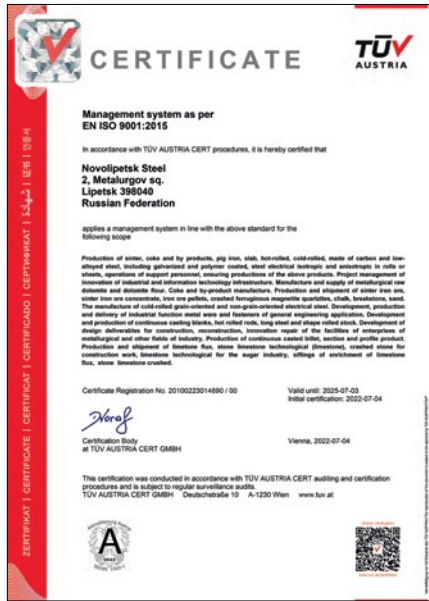 CERTIFICATE
TÜV
AUSTRIA
Management system as per
EN ISO 9001:2015
In accordance with TÜV AUSTRIA CERT procedures, it is hereby certified that
Novolipetsk Steel
2, Metalurgov sq.
Lipetsk 398040
Russian Federation
applies a management system in line with the above standard for the
following scope
Production of sinter, coke and by products, pig iron, slab, hot-rolled, cold-rolled, made of carbon and low-
alloyed steel, including galvanized and polymer coated, steel electrical isotropic and anisotropic in rolls or
sheets, operations of support personnel, ensuring productions of the above products. Project management of
innovation of industrial and information technology infrastructure. Manufacture and supply of metallurgical raw
dolomite and dolomite flour. Coke and by-product manufacture. Production and shipment of sinter iron ore,
sinter iron ore concentrate, iron ore pellets, crashed ferruginous magnetite quartzites, chalk, breakstone, sand.
The manufacture of cold-rolled grain-oriented and non-grain-oriented electrical steel. Development, production
and delivery of industrial function metal ware and fasteners of general engineering application. Development
and production of continuous casting blanks, hot rolled rods, long steel and shape rolled stock. Development of
design deliverables for construction, reconstruction, innovation repair of the facilities of enterprises of
metallurgical and other fields of industry. Production of continuous casted billet, section and profile product.
Production and shipment of limestone flux, stone limestone technological (limestone), crashed stone for
construction work, limestone technological for the sugar industry, siftings of enrichment of limestone
flux, stone limestone crushed.
Certificate Registration No. 20100223014690 / 00
Valid until: 2025-07-03
Initial certification: 2022-07-04
Certification Body
at TÜV AUSTRIA CERT GMBH
Vienna, 2022-07-04
This certification was conducted in accordance with TÜV AUSTRIA CERT auditing and certification
procedures and is subject to regular surveillance audits.
TÜV AUSTRIA CERT GMBH Deutschstraße 10 A-1230 Wien www.tuv.at
ZERTIFIKAT | CERTIFICATE | CERTIFICAT | CERTIFICADO | СЕРТИФИКАТ | شهادة | 証書 | 인증서
A